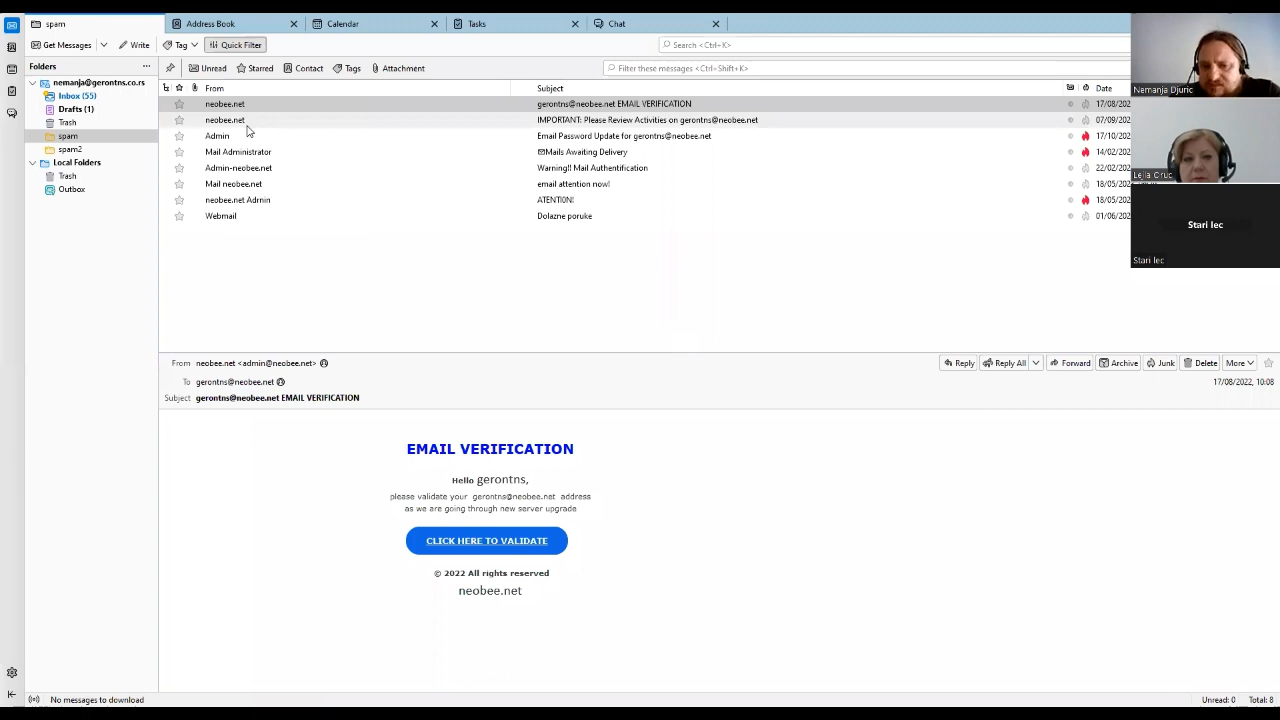 spam
Address Book
Calendar
Tasks
Chat
Get Messages
Write
Tag
Quick Filter
Search <Ctrl+K>
Folders
Unread
Starred
Contact
Tags
Attachment
Filter these messages <Ctrl+Shift+K>
nemanja@gerontns.co.rs
Inbox (55)
Drafts (1)
Trash
spam
spam2
Local Folders
Trash
Outbox
From Subject Date
neobee.net gerontns@neobee.net EMAIL VERIFICATION 17/08/202
neobee.net IMPORTANT: Please Review Activities on gerontns@neobee.net 07/09/202
Admin Email Password Update for gerontns@neobee.net 17/10/202
Mail Administrator ✉Mails Awaiting Delivery 14/02/202
Admin-neobee.net Warning!! Mail Authentification 22/02/202
Mail neobee.net email attention now! 18/05/202
neobee.net Admin ATENTION! 18/05/202
Webmail Dolazne poruke 01/06/202
Nemanja Djuric
Stari lec
Stari lec
From neobee.net <admin@neobee.net>
Reply
Reply All
Forward
Archive
Junk
Delete
More
To gerontns@neobee.net
17/08/2022, 10:08
Subject gerontns@neobee.net EMAIL VERIFICATION
EMAIL VERIFICATION
Hello gerontns,
please validate your gerontns@neobee.net address
as we are going through new server upgrade
CLICK HERE TO VALIDATE
© 2022 All rights reserved
neobee.net
No messages to download
Unread: 0
Total: 8